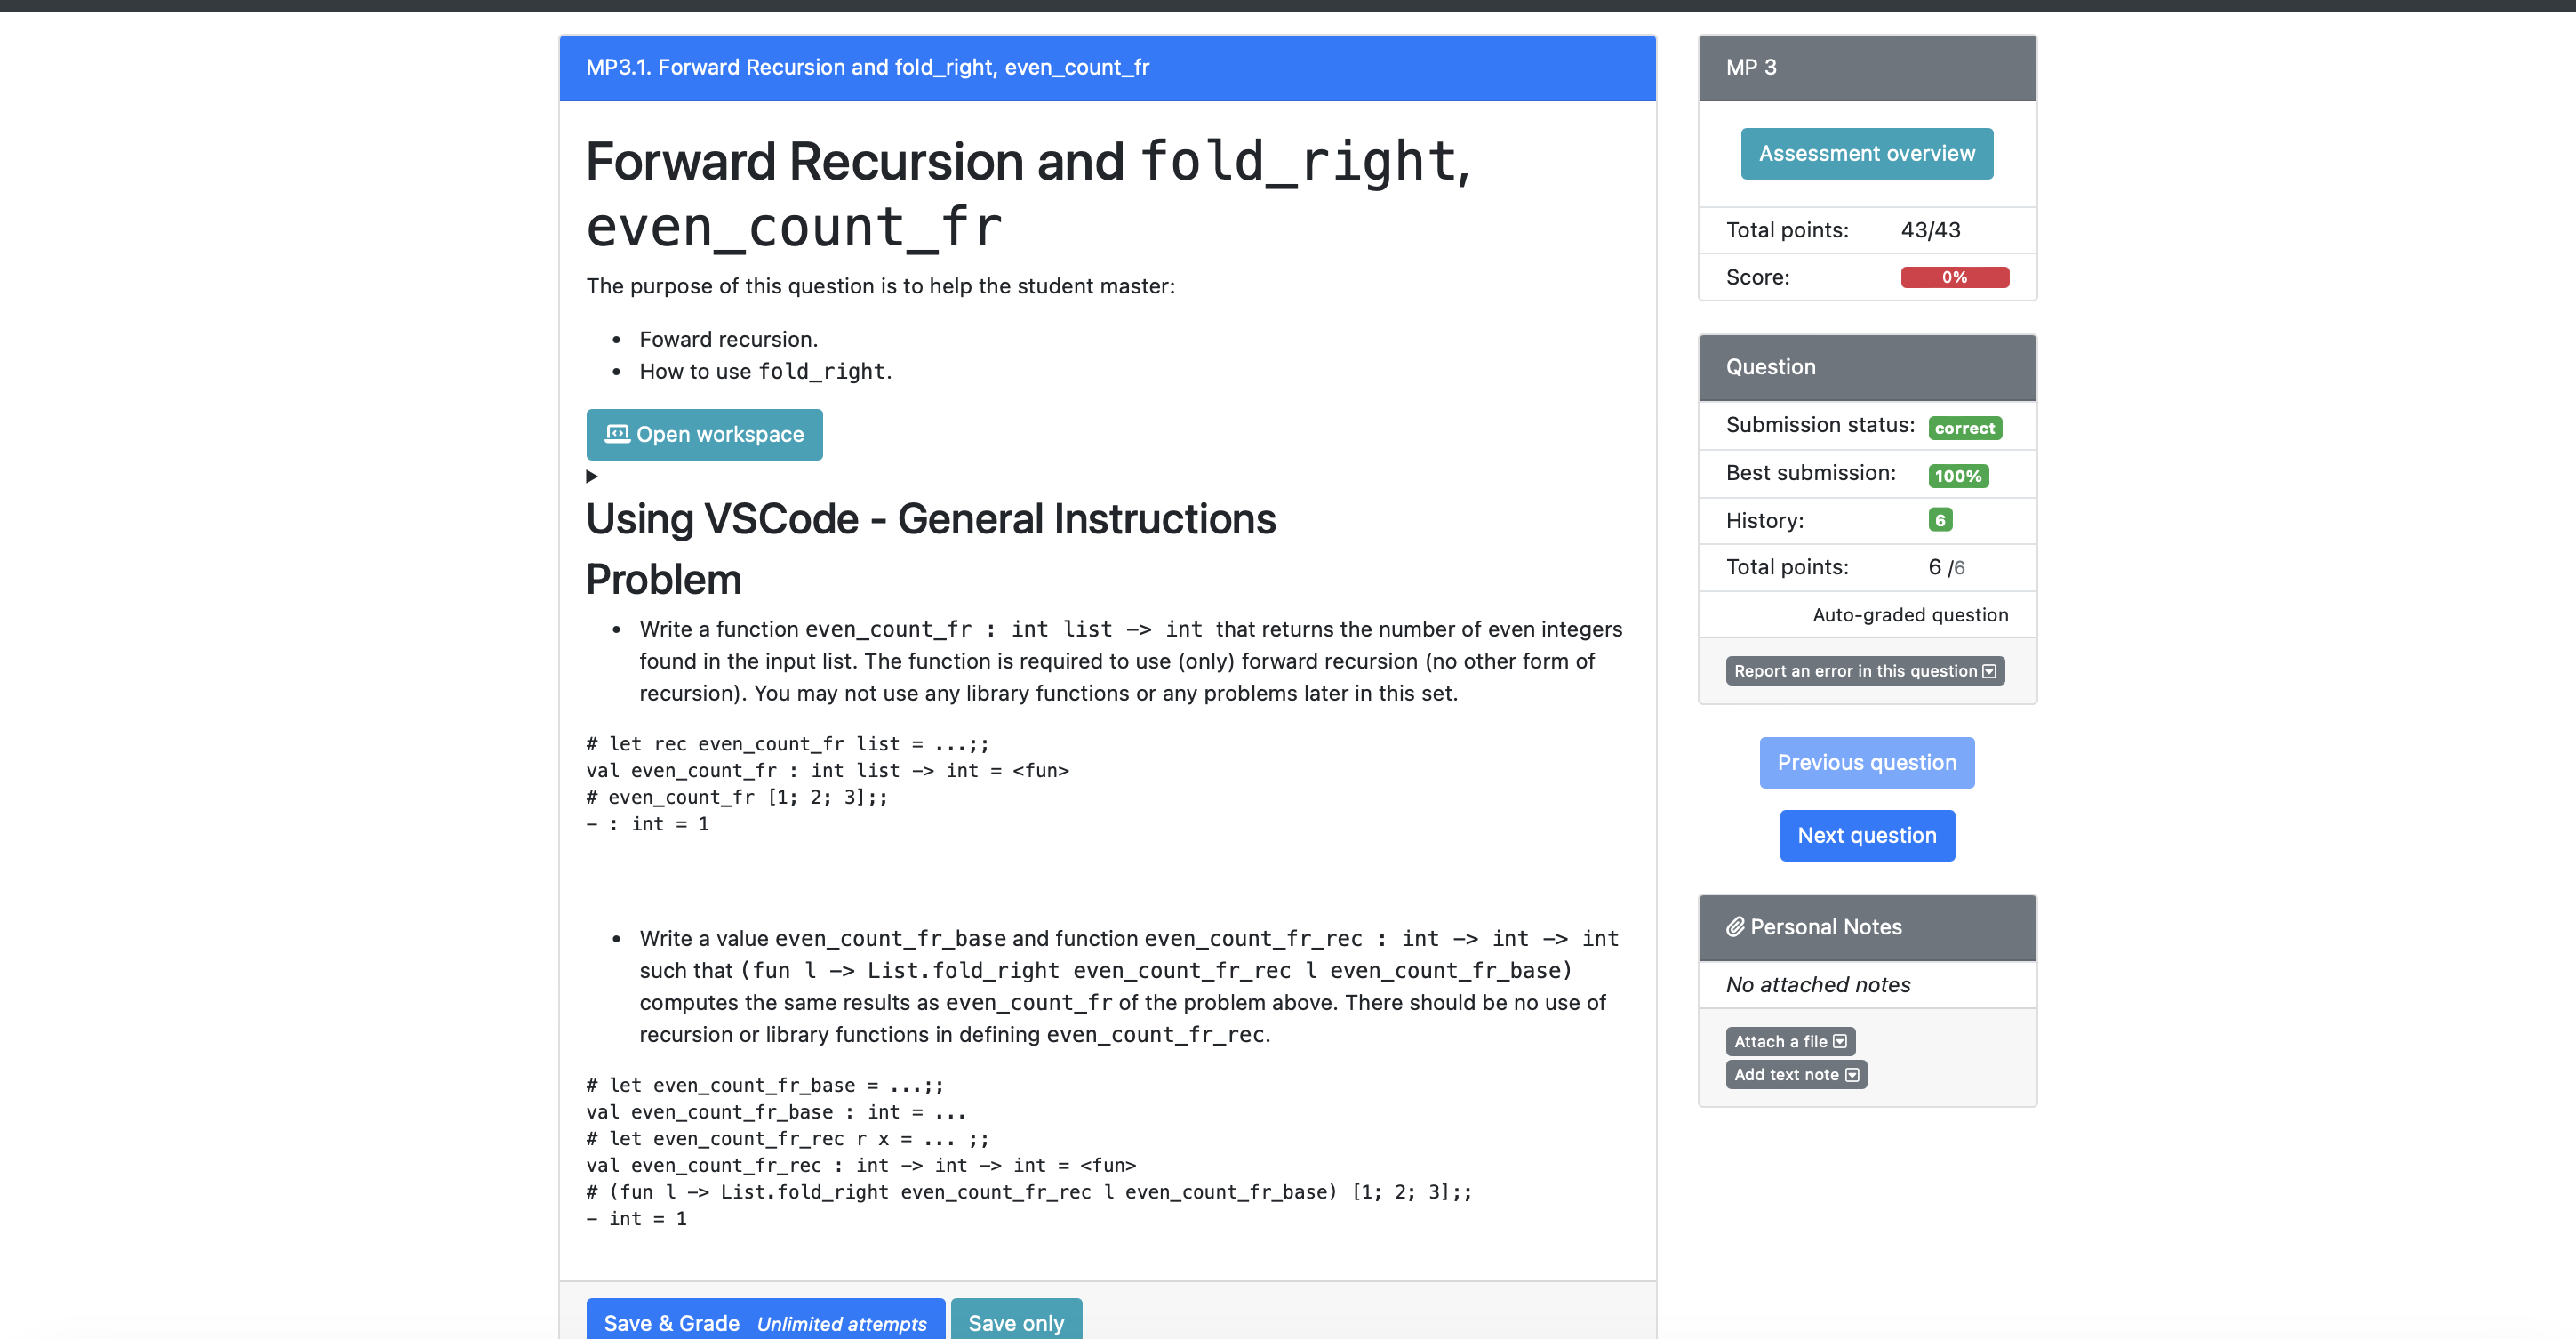 MP3.1. Forward Recursion and fold_right, even_count_fr
Forward Recursion and fold_right,
even_count_fr
The purpose of this question is to help the student master:
• Foward recursion.
• How to use fold_right.
Open workspace
Using VSCode - General Instructions
Problem
• Write a function even_count_fr : int list -> int that returns the number of even integers
found in the input list. The function is required to use (only) forward recursion (no other form of
recursion). You may not use any library functions or any problems later in this set.
# let rec even_count_fr list = ...;;
val even_count_fr : int list -> int = <fun>
# even_count_fr [1; 2; 3];;
- : int = 1
• Write a value even_count_fr_base and function even_count_fr_rec : int -> int -> int
such that (fun l -> List.fold_right even_count_fr_rec l even_count_fr_base)
computes the same results as even_count_fr of the problem above. There should be no use of
recursion or library functions in defining even_count_fr_rec.
# let even_count_fr_base = ...;;
val even_count_fr_base : int = ...
# let even_count_fr_rec r x = ... ;;
val even_count_fr_rec : int -> int -> int = <fun>
# (fun l -> List.fold_right even_count_fr_rec l even_count_fr_base) [1; 2; 3];;
- int = 1
Save & Grade Unlimited attempts
Save only
MP 3
Assessment overview
Total points: 43/43
Score: 0%
Question
Submission status: correct
Best submission: 100%
History: 6
Total points: 6 /6
Auto-graded question
Report an error in this question
Previous question
Next question
Personal Notes
No attached notes
Attach a file
Add text note